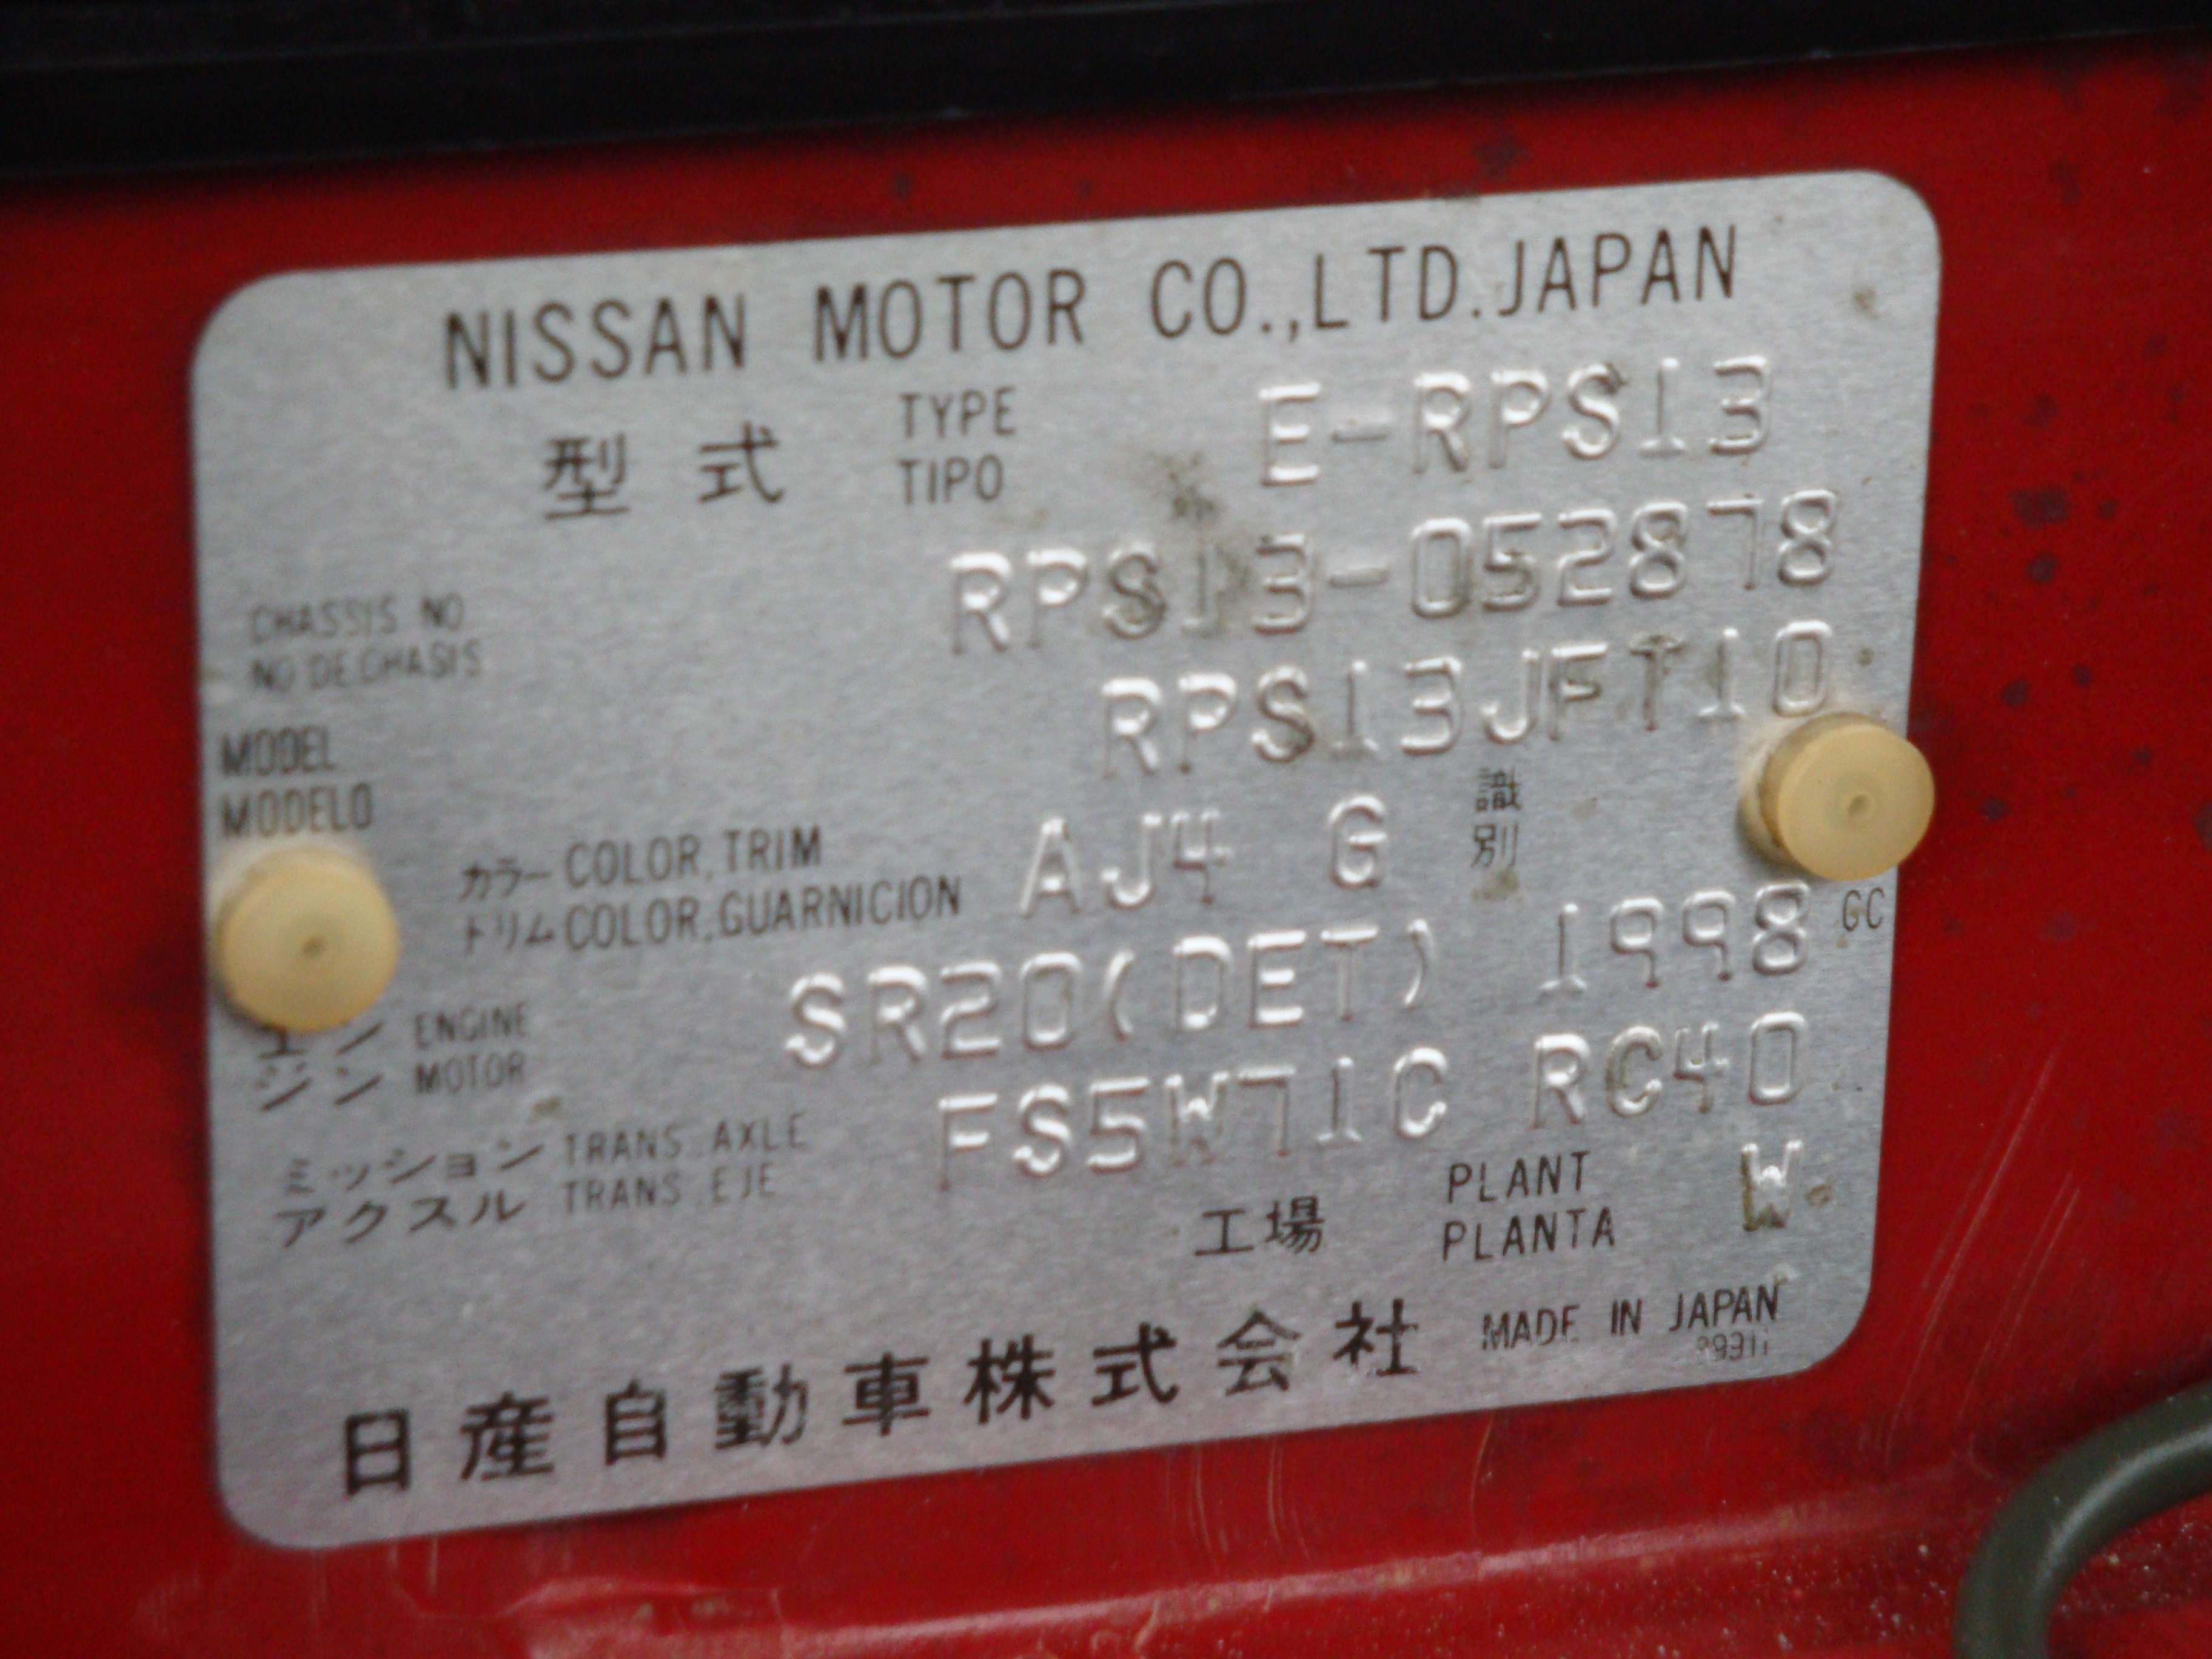 NISSAN MOTOR CO.,LTD.JAPAN
型式 TYPE E-RPS13
TIPO
CHASSIS NO. RPS13-052878
NO DE CHASIS
MODEL RPS13JFT10
MODELO
カラー COLOR,TRIM AJ4 G 識別
トリム COLOR,GUARNICION
エン ENGINE SR20(DET) 1998 CC
ジン MOTOR
ミッション TRANS.AXLE FS5W71C RC40
アクスル TRANS.EJE
工場 PLANT W
PLANTA
日産自動車株式会社 MADE IN JAPAN